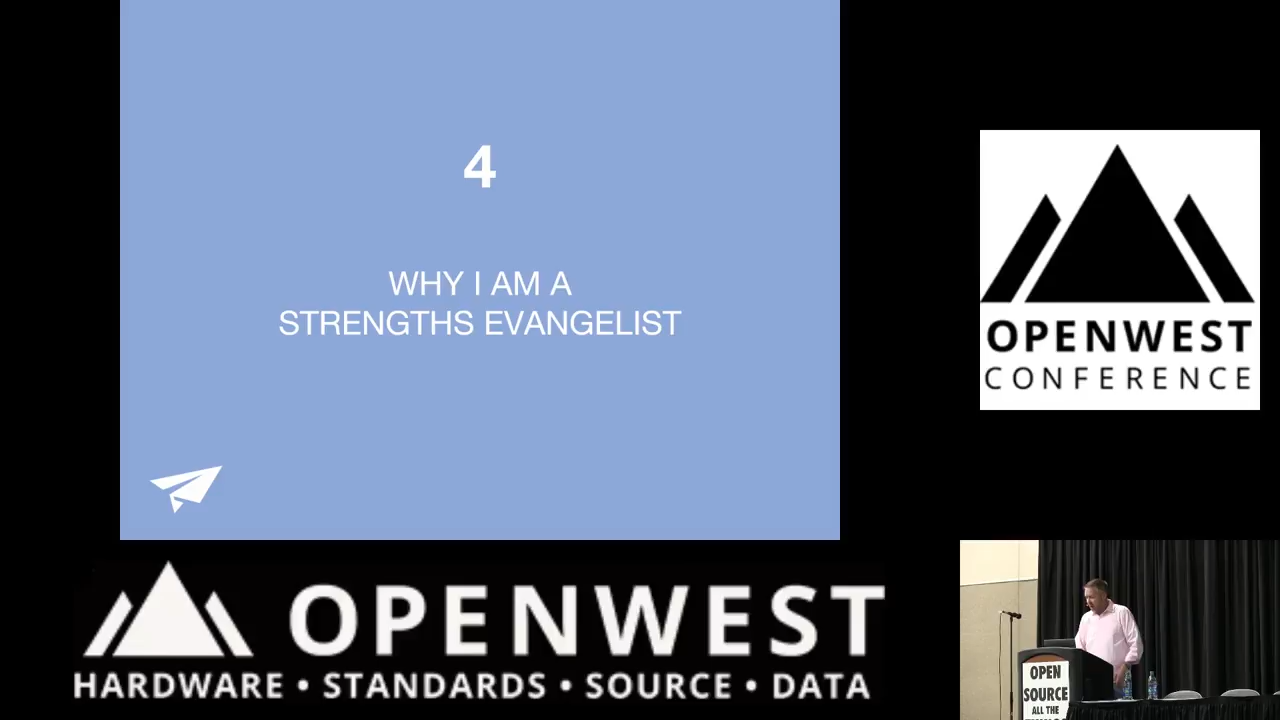 4
WHY I AM A
STRENGTHS EVANGELIST
OPENWEST
CONFERENCE
OPENWEST
HARDWARE • STANDARDS • SOURCE • DATA
OPEN
SOURCE
ALL THE